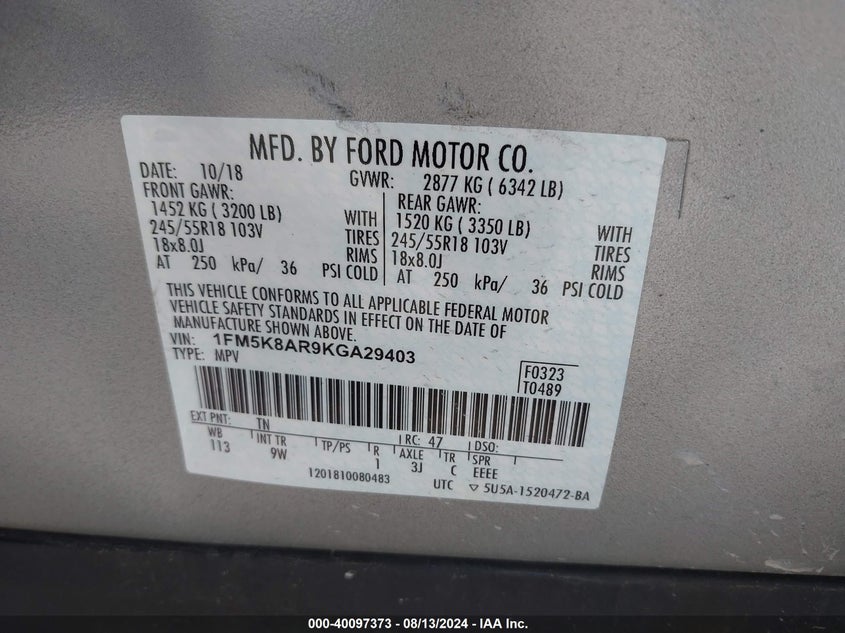 MFD. BY FORD MOTOR CO.
DATE: 10/18 GVWR: 2877 KG ( 6342 LB)
FRONT GAWR: REAR GAWR:
1452 KG ( 3200 LB) WITH 1520 KG ( 3350 LB) WITH
245/55R18 103V TIRES 245/55R18 103V TIRES
18x8.0J RIMS 18x8.0J RIMS
AT 250 kPa/ 36 PSI COLD AT 250 kPa/ 36 PSI COLD
THIS VEHICLE CONFORMS TO ALL APPLICABLE FEDERAL MOTOR
VEHICLE SAFETY STANDARDS IN EFFECT ON THE DATE OF
MANUFACTURE SHOWN ABOVE.
VIN: 1FM5K8AR9KGA29403
TYPE: MPV
F0323
T0489
EXT PNT: TN RC: 47 DSO:
WB INT TR TP/PS R AXLE TR SPR
113 9W 1 3J C EEEE
1201810080483 UTC ▽ 5U5A-1520472-BA
000-40097373 - 08/13/2024 - IAA Inc.